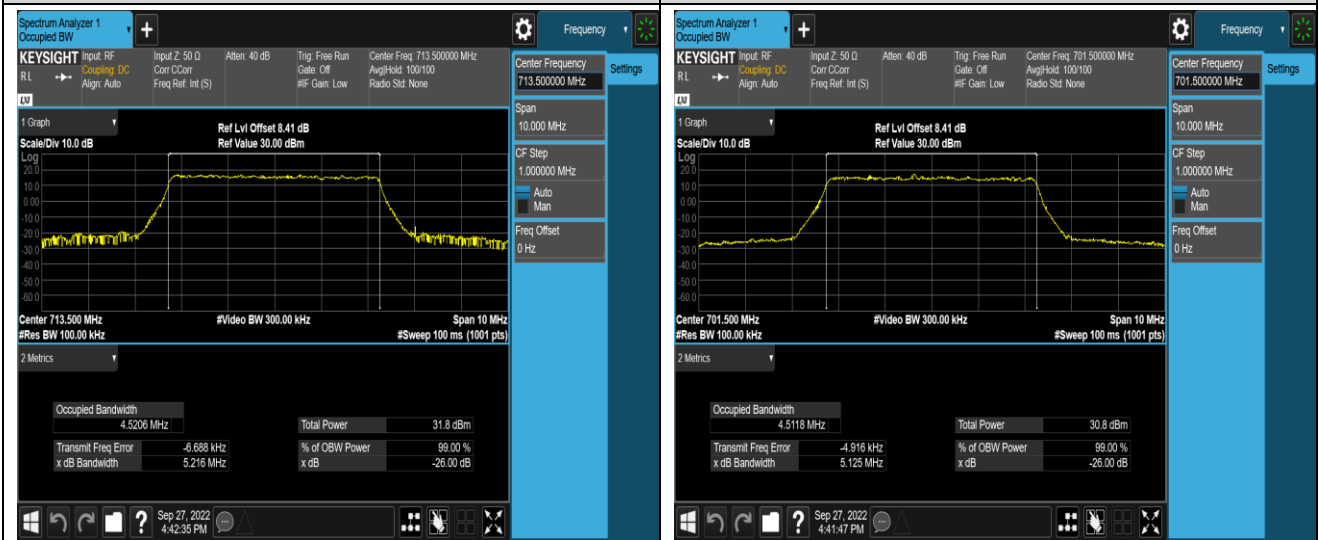 Spectrum Analyzer 1
Occupied BW
Frequency
KEYSIGHT Input: RF Input Z: 50 Ω Atten: 40 dB Trig: Free Run Center Freq: 713.500000 MHz
R L Coupling: DC Corr CCorr Gate: Off Avg|Hold: 100/100
Align: Auto Freq Ref: Int (S) #IF Gain: Low Radio Std: None
LXI
Center Frequency
713.500000 MHz
Settings
Span
10.000 MHz
CF Step
1.000000 MHz
Auto
Man
Freq Offset
0 Hz
1 Graph
Ref Lvl Offset 8.41 dB
Scale/Div 10.0 dB Ref Value 30.00 dBm
Log
20.0
10.0
0.00
-10.0
-20.0
-30.0
-40.0
-50.0
-60.0
Center 713.500 MHz #Video BW 300.00 kHz Span 10 MHz
#Res BW 100.00 kHz #Sweep 100 ms (1001 pts)
2 Metrics
Occupied Bandwidth
4.5206 MHz Total Power 31.8 dBm
Transmit Freq Error -6.688 kHz % of OBW Power 99.00 %
x dB Bandwidth 5.216 MHz x dB -26.00 dB
Sep 27, 2022
4:42:35 PM
Spectrum Analyzer 1
Occupied BW
Frequency
KEYSIGHT Input: RF Input Z: 50 Ω Atten: 40 dB Trig: Free Run Center Freq: 701.500000 MHz
R L Coupling: DC Corr CCorr Gate: Off Avg|Hold: 100/100
Align: Auto Freq Ref: Int (S) #IF Gain: Low Radio Std: None
LXI
Center Frequency
701.500000 MHz
Settings
Span
10.000 MHz
CF Step
1.000000 MHz
Auto
Man
Freq Offset
0 Hz
1 Graph
Ref Lvl Offset 8.41 dB
Scale/Div 10.0 dB Ref Value 30.00 dBm
Log
20.0
10.0
0.00
-10.0
-20.0
-30.0
-40.0
-50.0
-60.0
Center 701.500 MHz #Video BW 300.00 kHz Span 10 MHz
#Res BW 100.00 kHz #Sweep 100 ms (1001 pts)
2 Metrics
Occupied Bandwidth
4.5118 MHz Total Power 30.8 dBm
Transmit Freq Error -4.916 kHz % of OBW Power 99.00 %
x dB Bandwidth 5.125 MHz x dB -26.00 dB
Sep 27, 2022
4:41:47 PM